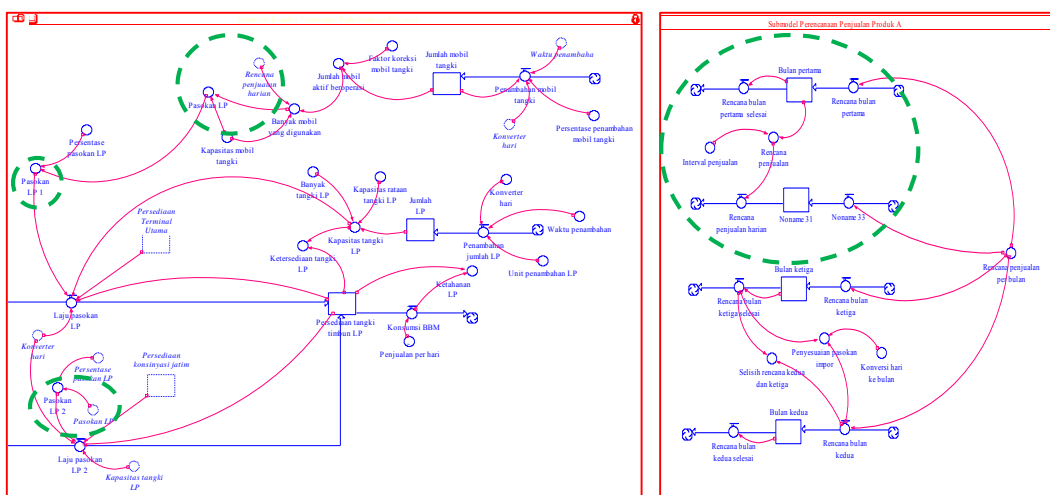 Rencana
penjualan
harian
Pasokan LP
Faktor koreksi
mobil tangki
Jumlah mobil
aktif beroperasi
Jumlah mobil
tangki
Waktu penambaha
Penambahan mobil
tangki
Banyak mobil
yang digunakan
Kapasitas mobil
tangki
Konverter
hari
Persentase penambahan
mobil tangki
Persentase
pasokan LP
Pasokan
LP 1
Persediaan
Terminal
Utama
Banyak
tangki LP
Kapasitas rataan
tangki LP
Jumlah
LP
Konverter
hari
Kapasitas tangki
LP
Penambahan
jumlah LP
Waktu penambahan
Unit penambahan LP
Ketersediaan tangki
LP
Ketahanan
LP
Laju pasokan
LP
Persediaan tangki
timbun LP
Konsumsi BBM
Penjualan per hari
Konverter
hari
Persentase
pasokan LP
Persediaan
konsinyasi jatim
Pasokan
LP 2
Pasokan LP
Laju pasokan
LP 2
Kapasitas tangki
LP
Submodel Perencanaan Penjualan Produk A
Bulan pertama
Rencana bulan
pertama selesai
Rencana bulan
pertama
Interval penjualan
Rencana
penjualan
Rencana
penjualan harian
Noname 31
Noname 33
Rencana penjualan
per bulan
Bulan ketiga
Rencana bulan
ketiga selesai
Rencana bulan
ketiga
Penyesuaian pasokan
impor
Selisih rencana kedua
dan ketiga
Konversi hari
ke bulan
Bulan kedua
Rencana bulan
kedua selesai
Rencana bulan
kedua